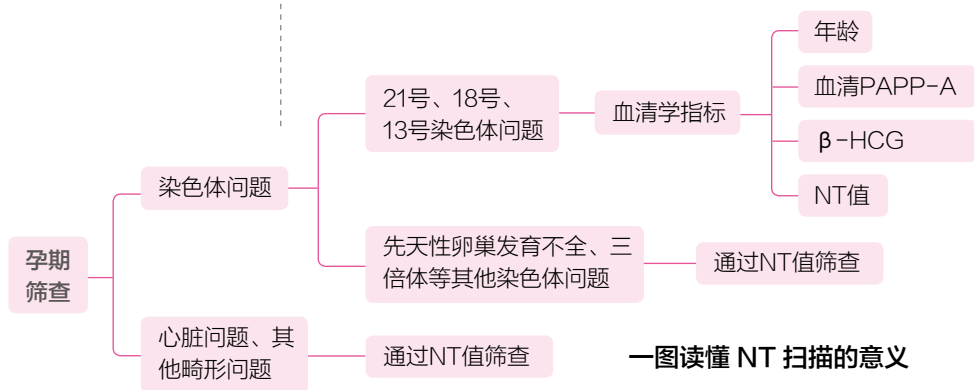 孕期
筛查
染色体问题
21号、18号、
13号染色体问题
血清学指标
年龄
血清PAPP-A
β-HCG
NT值
先天性卵巢发育不全、三
倍体等其他染色体问题
通过NT值筛查
心脏问题、其
他畸形问题
通过NT值筛查
一图读懂 NT 扫描的意义